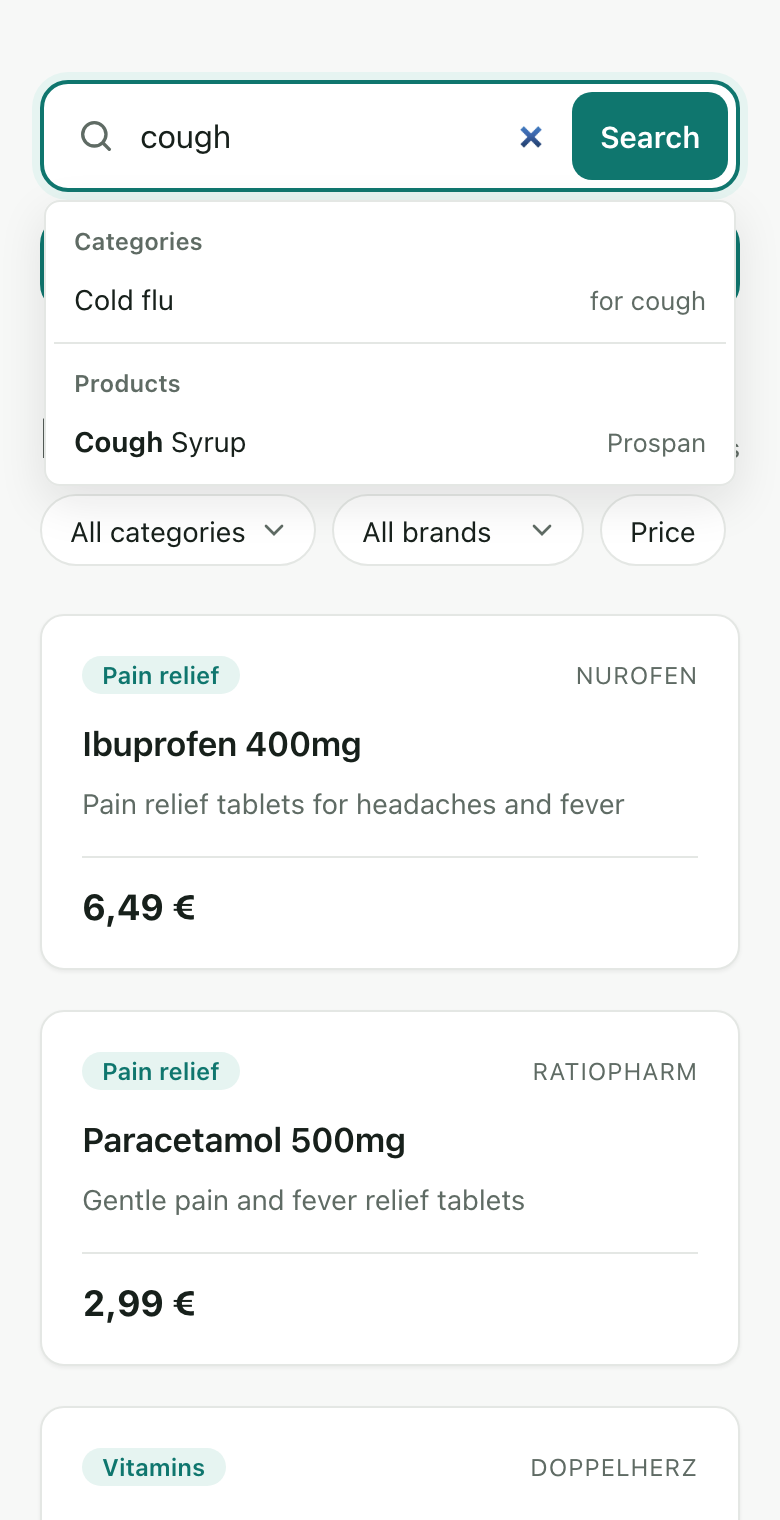 cough
Search
Categories
Cold flu for cough
Products
Cough Syrup Prospan
All categories All brands Price
Pain relief NUROFEN
Ibuprofen 400mg
Pain relief tablets for headaches and fever
6,49 €
Pain relief RATIOPHARM
Paracetamol 500mg
Gentle pain and fever relief tablets
2,99 €
Vitamins DOPPELHERZ